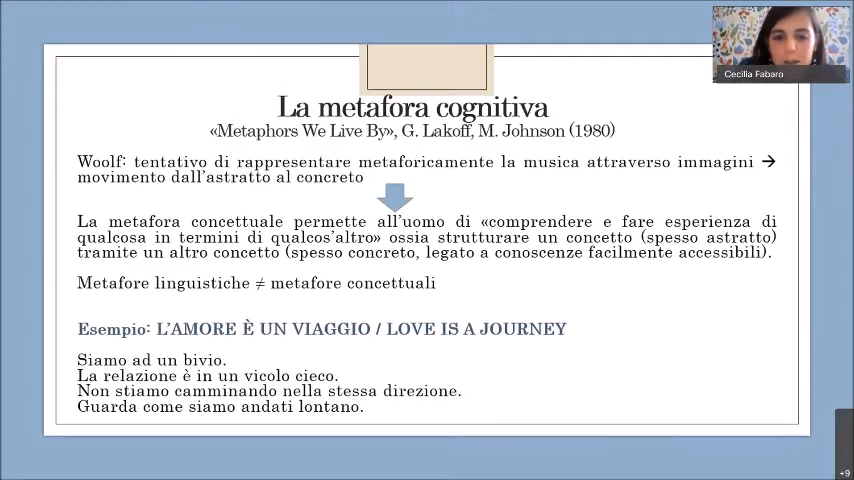 Cecilia Fabaro
La metafora cognitiva
«Metaphors We Live By», G. Lakoff, M. Johnson (1980)
Woolf: tentativo di rappresentare metaforicamente la musica attraverso immagini →
movimento dall’astratto al concreto
La metafora concettuale permette all’uomo di «comprendere e fare esperienza di
qualcosa in termini di qualcos’altro» ossia strutturare un concetto (spesso astratto)
tramite un altro concetto (spesso concreto, legato a conoscenze facilmente accessibili).
Metafore linguistiche ≠ metafore concettuali
Esempio: L’AMORE È UN VIAGGIO / LOVE IS A JOURNEY
Siamo ad un bivio.
La relazione è in un vicolo cieco.
Non stiamo camminando nella stessa direzione.
Guarda come siamo andati lontano.
+9